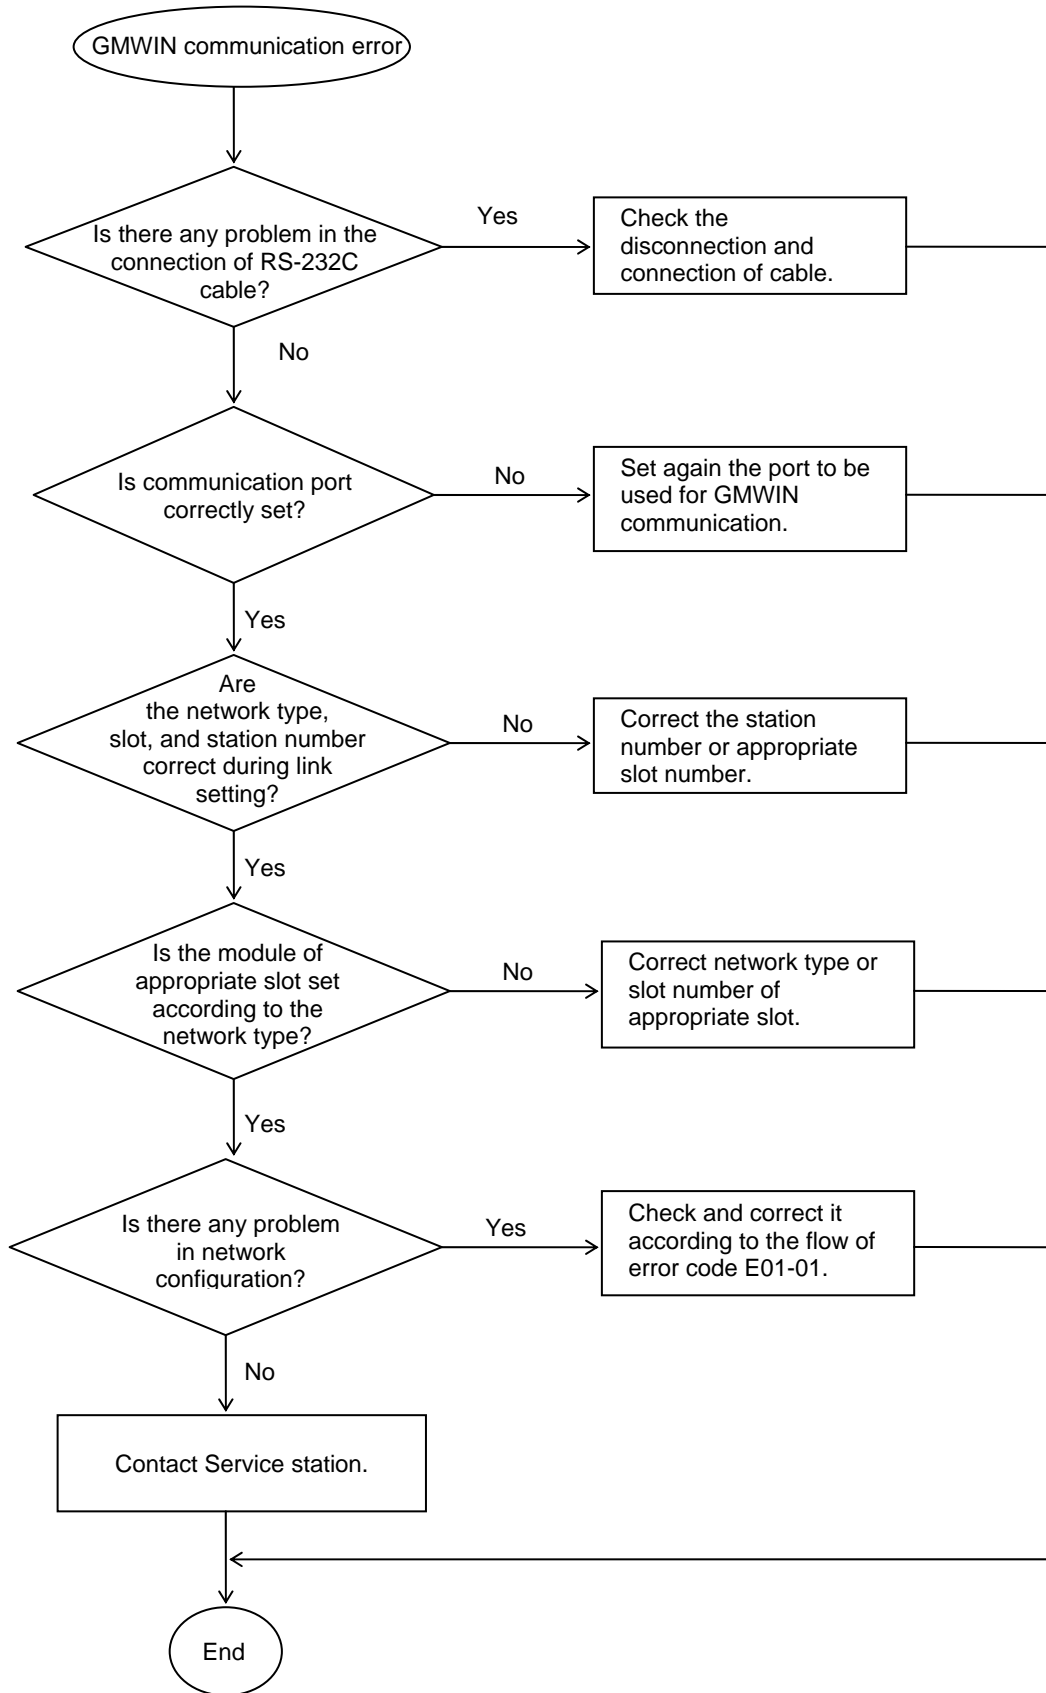 GMWIN communication error
Is there any problem in the
connection of RS-232C
cable?
Yes
Check the
disconnection and
connection of cable.
No
Is communication port
correctly set?
No
Set again the port to be
used for GMWIN
communication.
Yes
Are
the network type,
slot, and station number
correct during link
setting?
No
Correct the station
number or appropriate
slot number.
Yes
Is the module of
appropriate slot set
according to the
network type?
No
Correct network type or
slot number of
appropriate slot.
Yes
Is there any problem
in network
configuration?
Yes
Check and correct it
according to the flow of
error code E01-01.
No
Contact Service station.
End